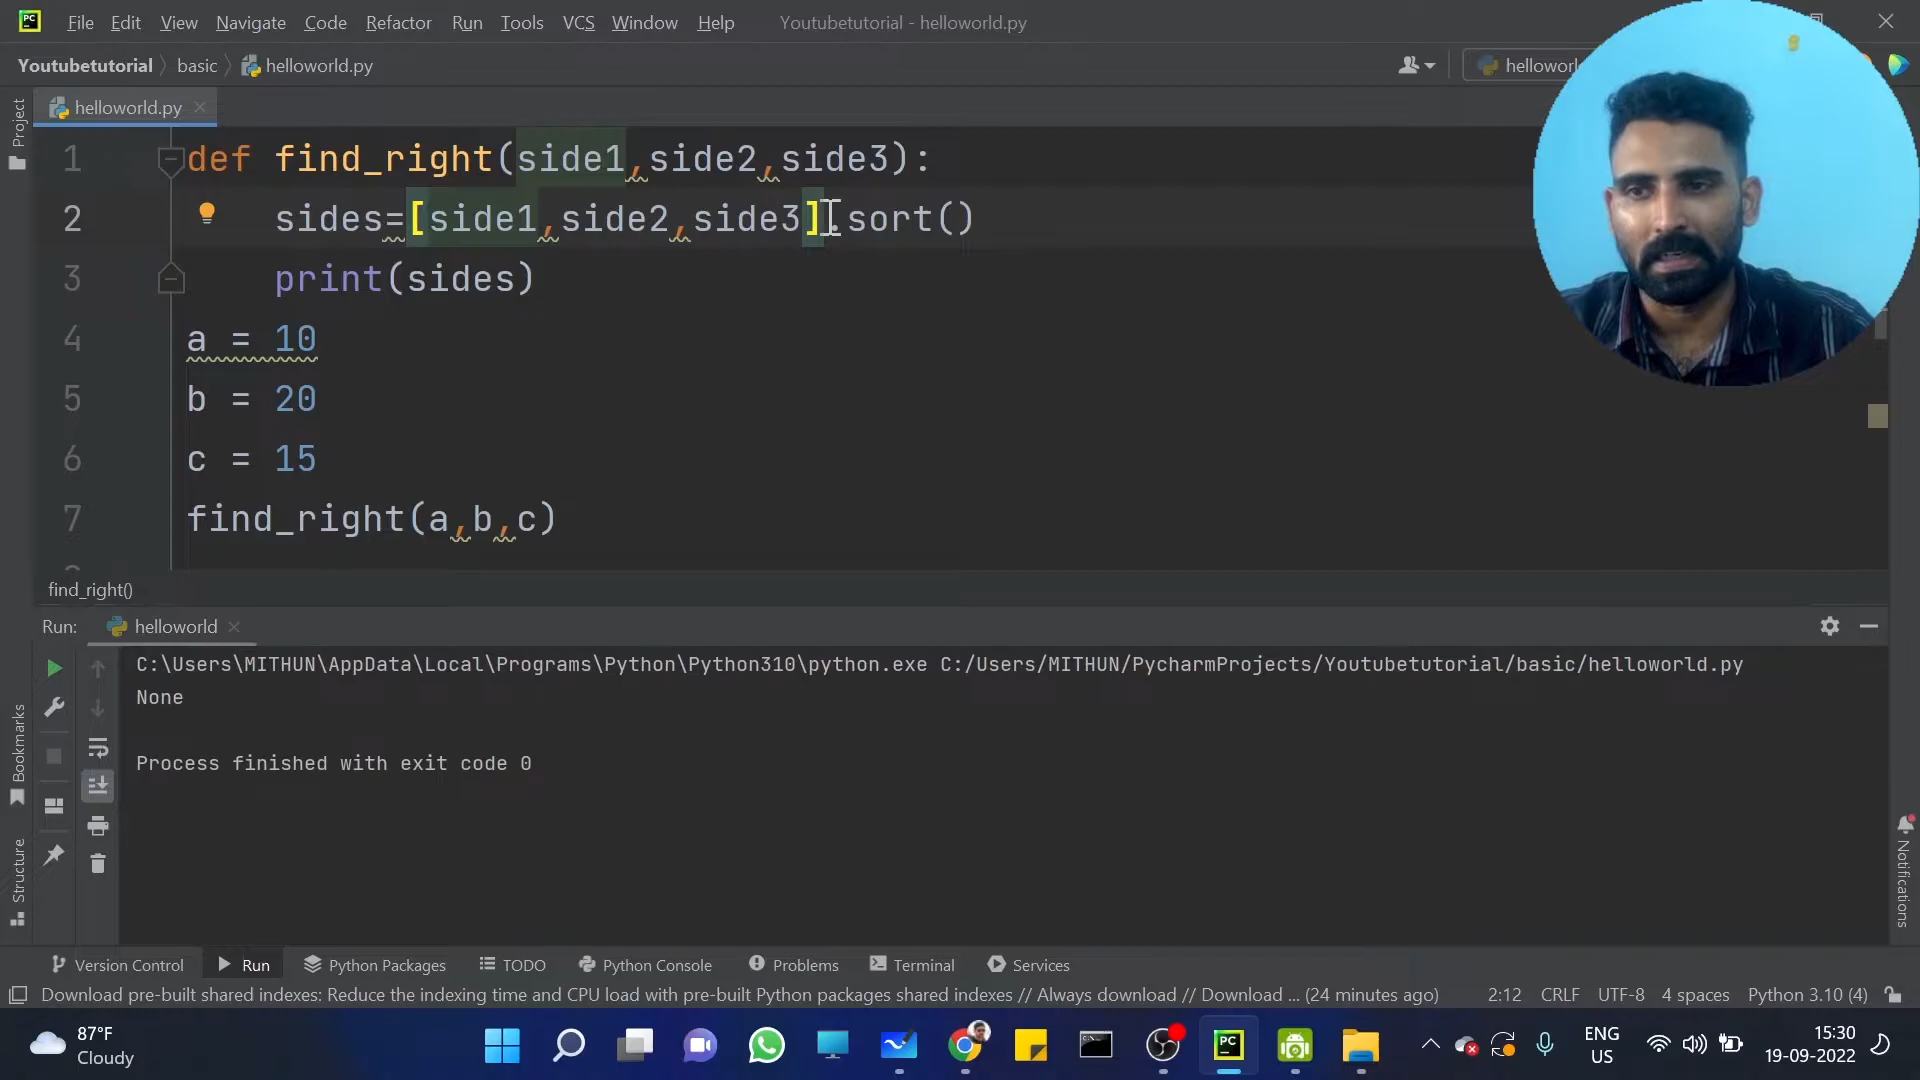 File Edit View Navigate Code Refactor Run Tools VCS Window Help Youtubetutorial - helloworld.py
Youtubetutorial basic helloworld.py
helloworld.py
Project
1 def find_right(side1,side2,side3):
2 sides=[side1,side2,side3].sort()
3 print(sides)
4 a = 10
5 b = 20
6 c = 15
7 find_right(a,b,c)
find_right()
Run: helloworld
C:\Users\MITHUN\AppData\Local\Programs\Python\Python310\python.exe C:/Users/MITHUN/PycharmProjects/Youtubetutorial/basic/helloworld.py
None
Process finished with exit code 0
Bookmarks
Structure
Notifications
Version Control Run Python Packages TODO Python Console Problems Terminal Services
Download pre-built shared indexes: Reduce the indexing time and CPU load with pre-built Python packages shared indexes // Always download // Download ... (24 minutes ago) 2:12 CRLF UTF-8 4 spaces Python 3.10 (4)
87°F
Cloudy
ENG
US
15:30
19-09-2022